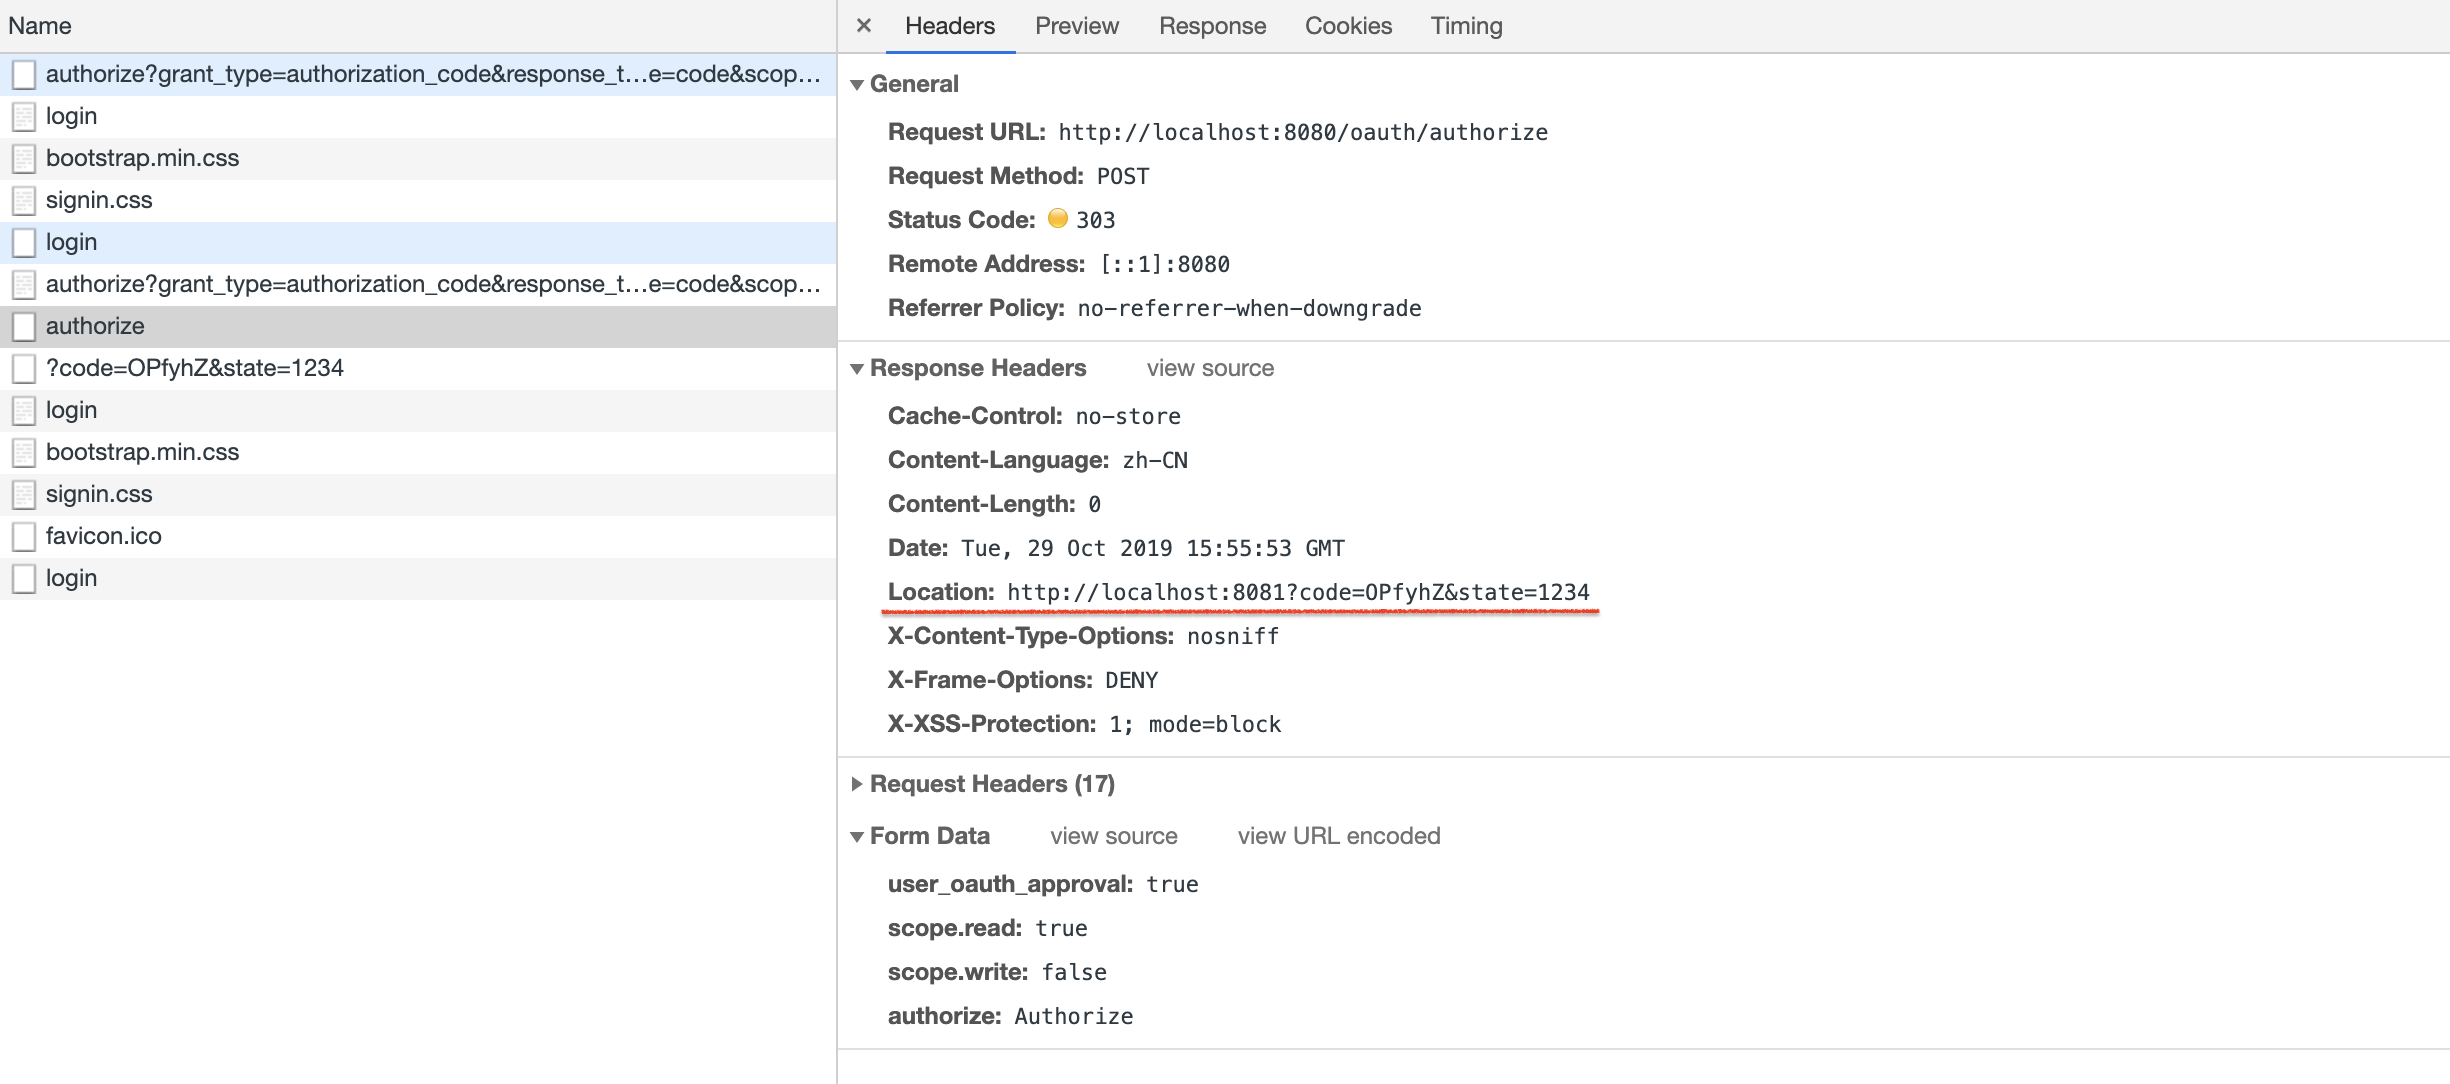 Name
authorize?grant_type=authorization_code&response_t…e=code&scop…
login
bootstrap.min.css
signin.css
login
authorize?grant_type=authorization_code&response_t…e=code&scop…
authorize
?code=OPfyhZ&state=1234
login
bootstrap.min.css
signin.css
favicon.ico
login
× Headers Preview Response Cookies Timing
General
Request URL: http://localhost:8080/oauth/authorize
Request Method: POST
Status Code: 303
Remote Address: [::1]:8080
Referrer Policy: no-referrer-when-downgrade
Response Headers view source
Cache-Control: no-store
Content-Language: zh-CN
Content-Length: 0
Date: Tue, 29 Oct 2019 15:55:53 GMT
Location: http://localhost:8081?code=OPfyhZ&state=1234
X-Content-Type-Options: nosniff
X-Frame-Options: DENY
X-XSS-Protection: 1; mode=block
Request Headers (17)
Form Data view source view URL encoded
user_oauth_approval: true
scope.read: true
scope.write: false
authorize: Authorize